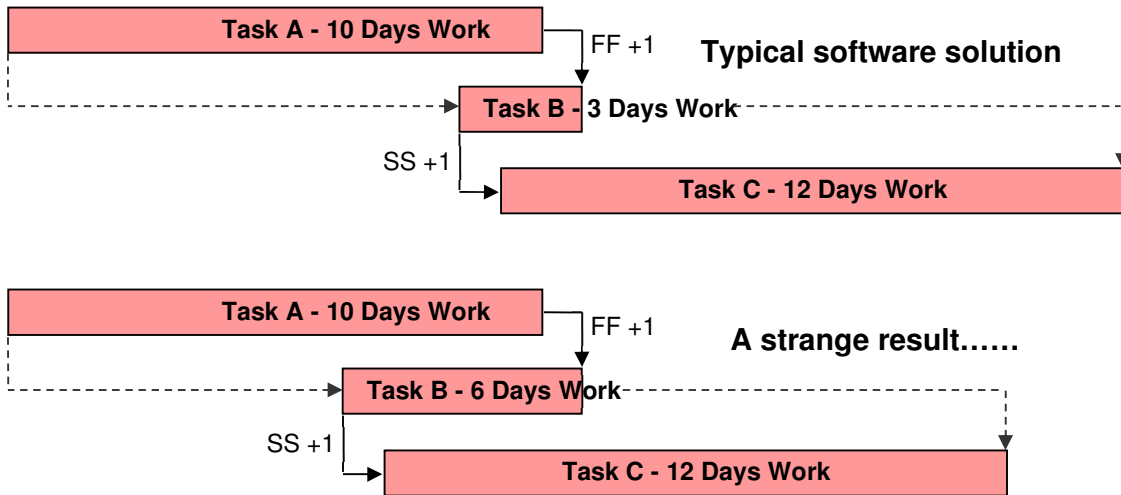 Task A - 10 Days Work
FF +1
Typical software solution
Task B - 3 Days Work
SS +1
Task C - 12 Days Work
Task A - 10 Days Work
FF +1
A strange result......
Task B - 6 Days Work
SS +1
Task C - 12 Days Work